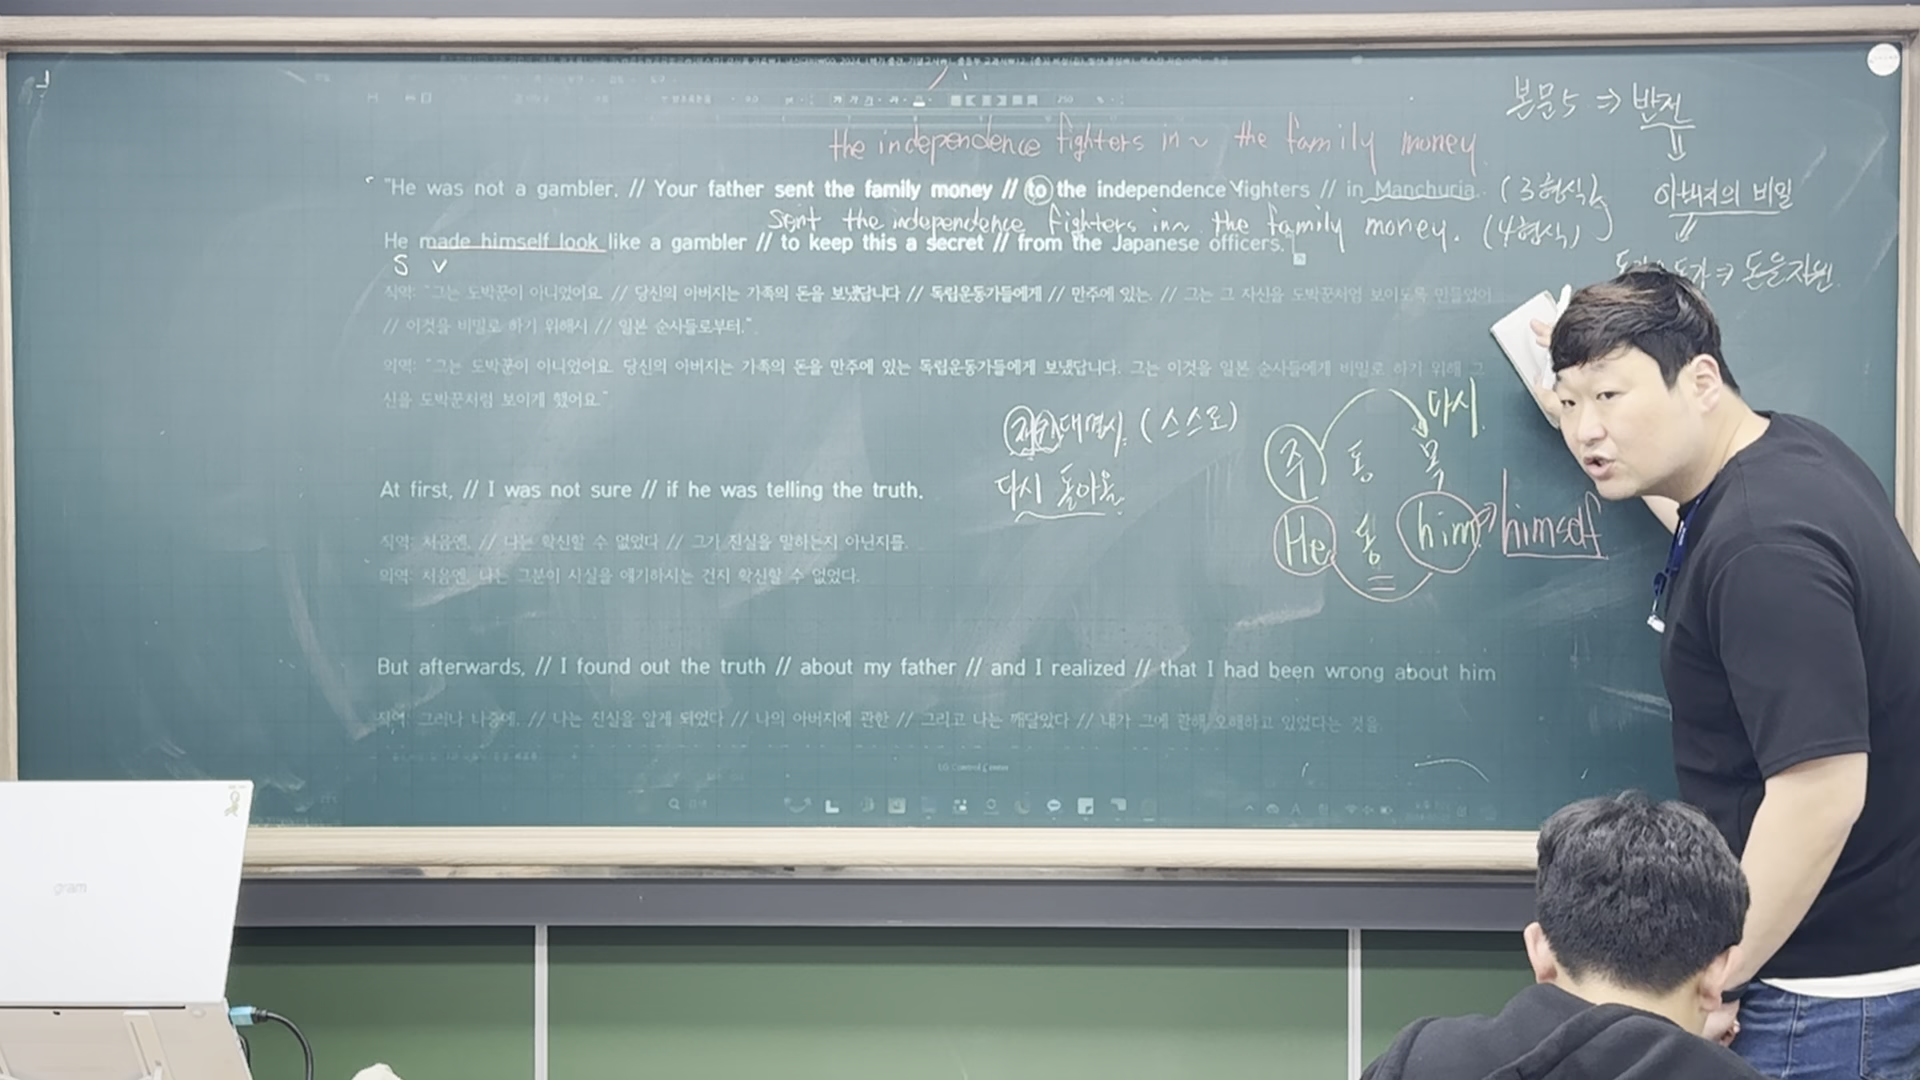 본문5 ⇒ 반전
the independence fighters in~ the family money.
"He was not a gambler. // Your father sent the family money // to the independence fighters // in Manchuria. (3형식)
아버지의 비밀
sent the independence fighters in~ the family money. (4형식)
He made himself look like a gambler // to keep this a secret // from the Japanese officers.
S V
⇒ 돈을 지원.
직역: "그는 도박꾼이 아니었어요. // 당신의 아버지는 가족의 돈을 보냈답니다 // 독립운동가들에게 // 만주에 있는. // 그는 그 자신을 도박꾼처럼 보이도록 만들었어
// 이것을 비밀로 하기 위해서 // 일본 순사들로부터."
의역: "그는 도박꾼이 아니었어요. 당신의 아버지는 가족의 돈을 만주에 있는 독립운동가들에게 보냈답니다. 그는 이것을 일본 순사들에게 비밀로 하기 위해 그
신을 도박꾼처럼 보이게 했어요."
재귀대명사. (스스로)
다시.
주 동 목
다시 돌아옴.
At first, // I was not sure // if he was telling the truth.
He 동 him ⇒ himself
직역: 처음엔, // 나는 확신할 수 없었다 // 그가 진실을 말하는지 아닌지를.
의역: 처음엔, 나는 그분이 사실을 얘기하시는 건지 확신할 수 없었다.
But afterwards, // I found out the truth // about my father // and I realized // that I had been wrong about him
직역: 그러나 나중에, // 나는 진실을 알게 되었다 // 나의 아버지에 관한 // 그리고 나는 깨달았다 // 내가 그에 관해 오해하고 있었다는 것을.
LG Control Center
gram